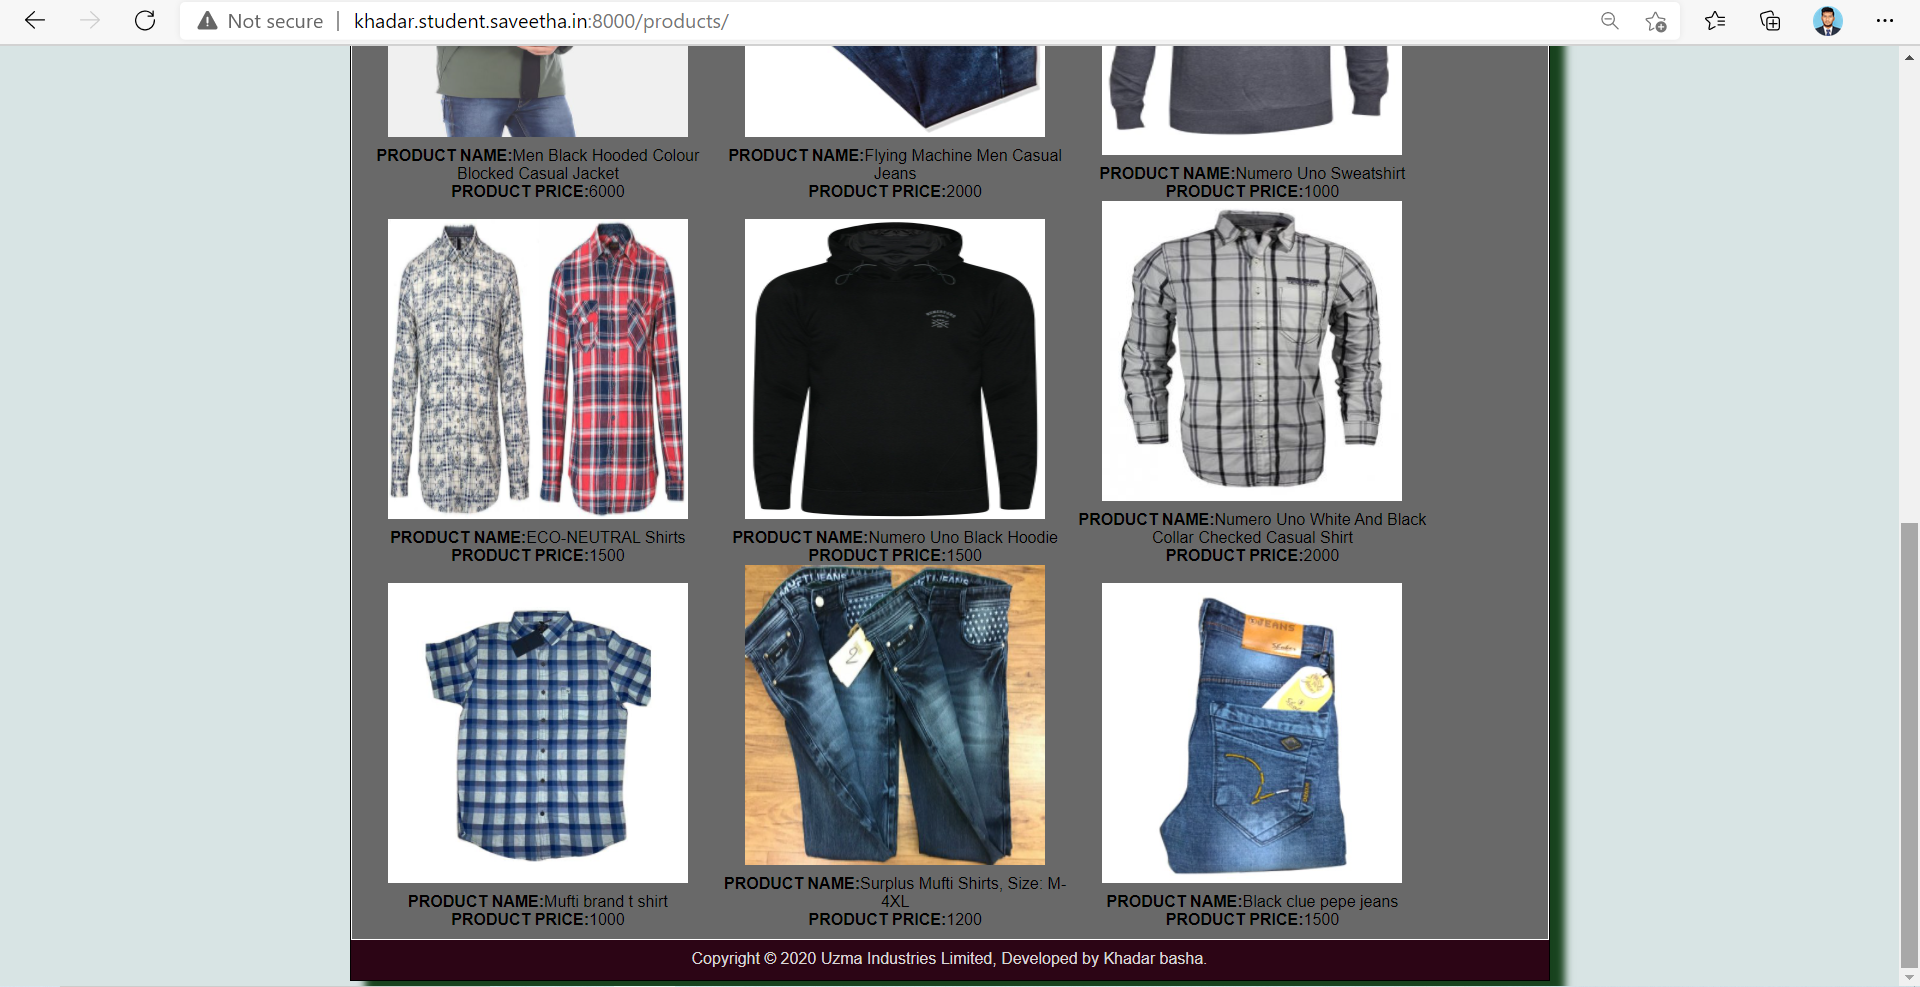 Not secure | khadar.student.saveetha.in:8000/products/
PRODUCT NAME:Men Black Hooded Colour
Blocked Casual Jacket
PRODUCT PRICE:6000
PRODUCT NAME:Flying Machine Men Casual
Jeans
PRODUCT PRICE:2000
PRODUCT NAME:Numero Uno Sweatshirt
PRODUCT PRICE:1000
PRODUCT NAME:ECO-NEUTRAL Shirts
PRODUCT PRICE:1500
PRODUCT NAME:Numero Uno Black Hoodie
PRODUCT PRICE:1500
PRODUCT NAME:Numero Uno White And Black
Collar Checked Casual Shirt
PRODUCT PRICE:2000
2
JEANS
PRODUCT NAME:Mufti brand t shirt
PRODUCT PRICE:1000
PRODUCT NAME:Surplus Mufti Shirts, Size: M-
4XL
PRODUCT PRICE:1200
PRODUCT NAME:Black clue pepe jeans
PRODUCT PRICE:1500
Copyright © 2020 Uzma Industries Limited, Developed by Khadar basha.